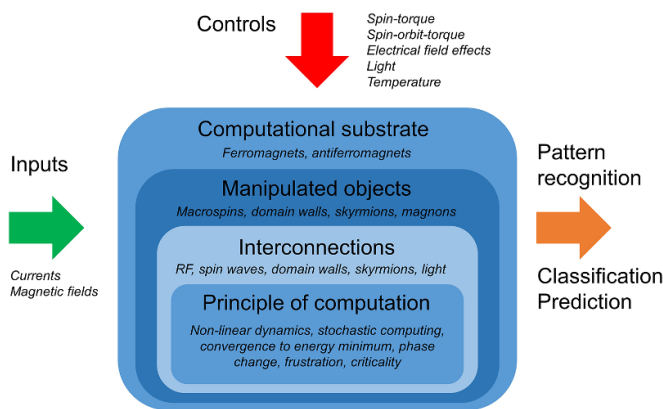 Controls
Spin-torque
Spin-orbit-torque
Electrical field effects
Light
Temperature
Inputs
Currents
Magnetic fields
Computational substrate
Ferromagnets, antiferromagnets
Manipulated objects
Macrospins, domain walls, skyrmions, magnons
Interconnections
RF, spin waves, domain walls, skyrmions, light
Principle of computation
Non-linear dynamics, stochastic computing,
convergence to energy minimum, phase
change, frustration, criticality
Pattern
recognition
Classification
Prediction